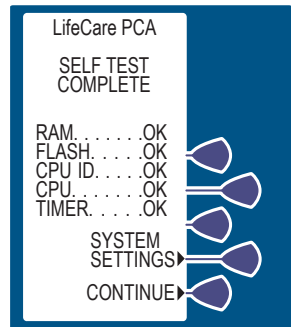 LifeCare PCA
SELF TEST
COMPLETE
RAM. . . . . . .OK
FLASH. . . . .OK
CPU ID. . . . .OK
CPU. . . . . . .OK
TIMER. . . . .OK
SYSTEM
SETTINGS
CONTINUE